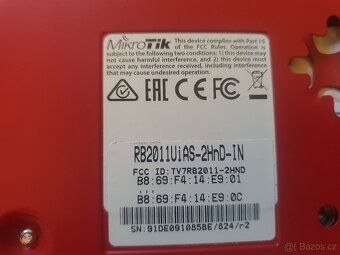 MikroTik This device complies with Part 15
of the FCC Rules. Operation is
subject to the following two conditions: (1) this device
may not cause harmful interference, and (2) this device must
accept any interference received, including
interference that may cause undesired operation.
EAC CE FC
RB2011UiAS-2HnD-IN
FCC ID:TV7RB2011-2HND
B8:69:F4:14:E9:01
...
B8:69:F4:14:E9:0C
SN:91DE091085BE/824/r2
Bazoš.cz